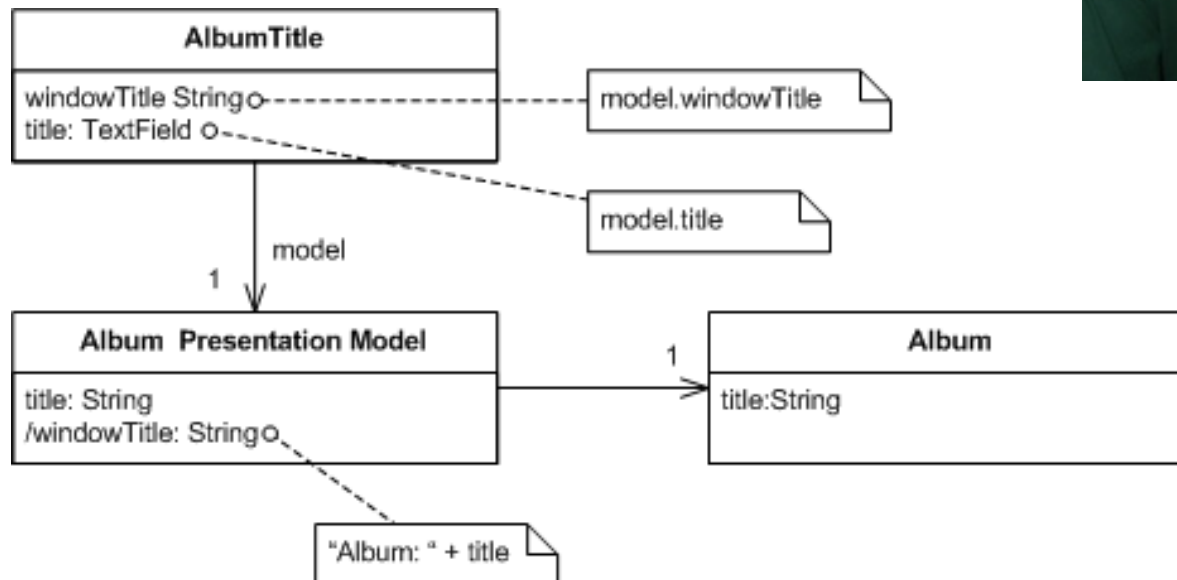 AlbumTitle
windowTitle String
title: TextField
model.windowTitle
model.title
model
1
Album Presentation Model
title: String
/windowTitle: String
1
Album
title:String
“Album: “ + title